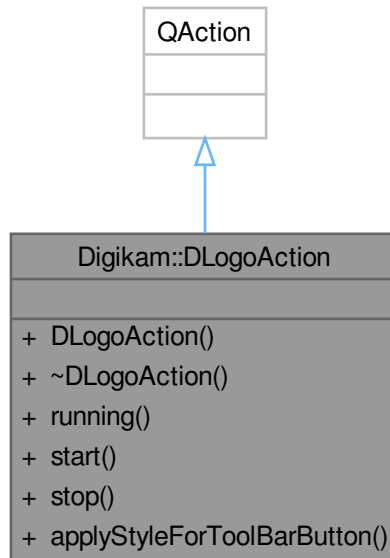 QAction
Digikam::DLogoAction
+ DLogoAction()
+ ~DLogoAction()
+ running()
+ start()
+ stop()
+ applyStyleForToolBarButton()